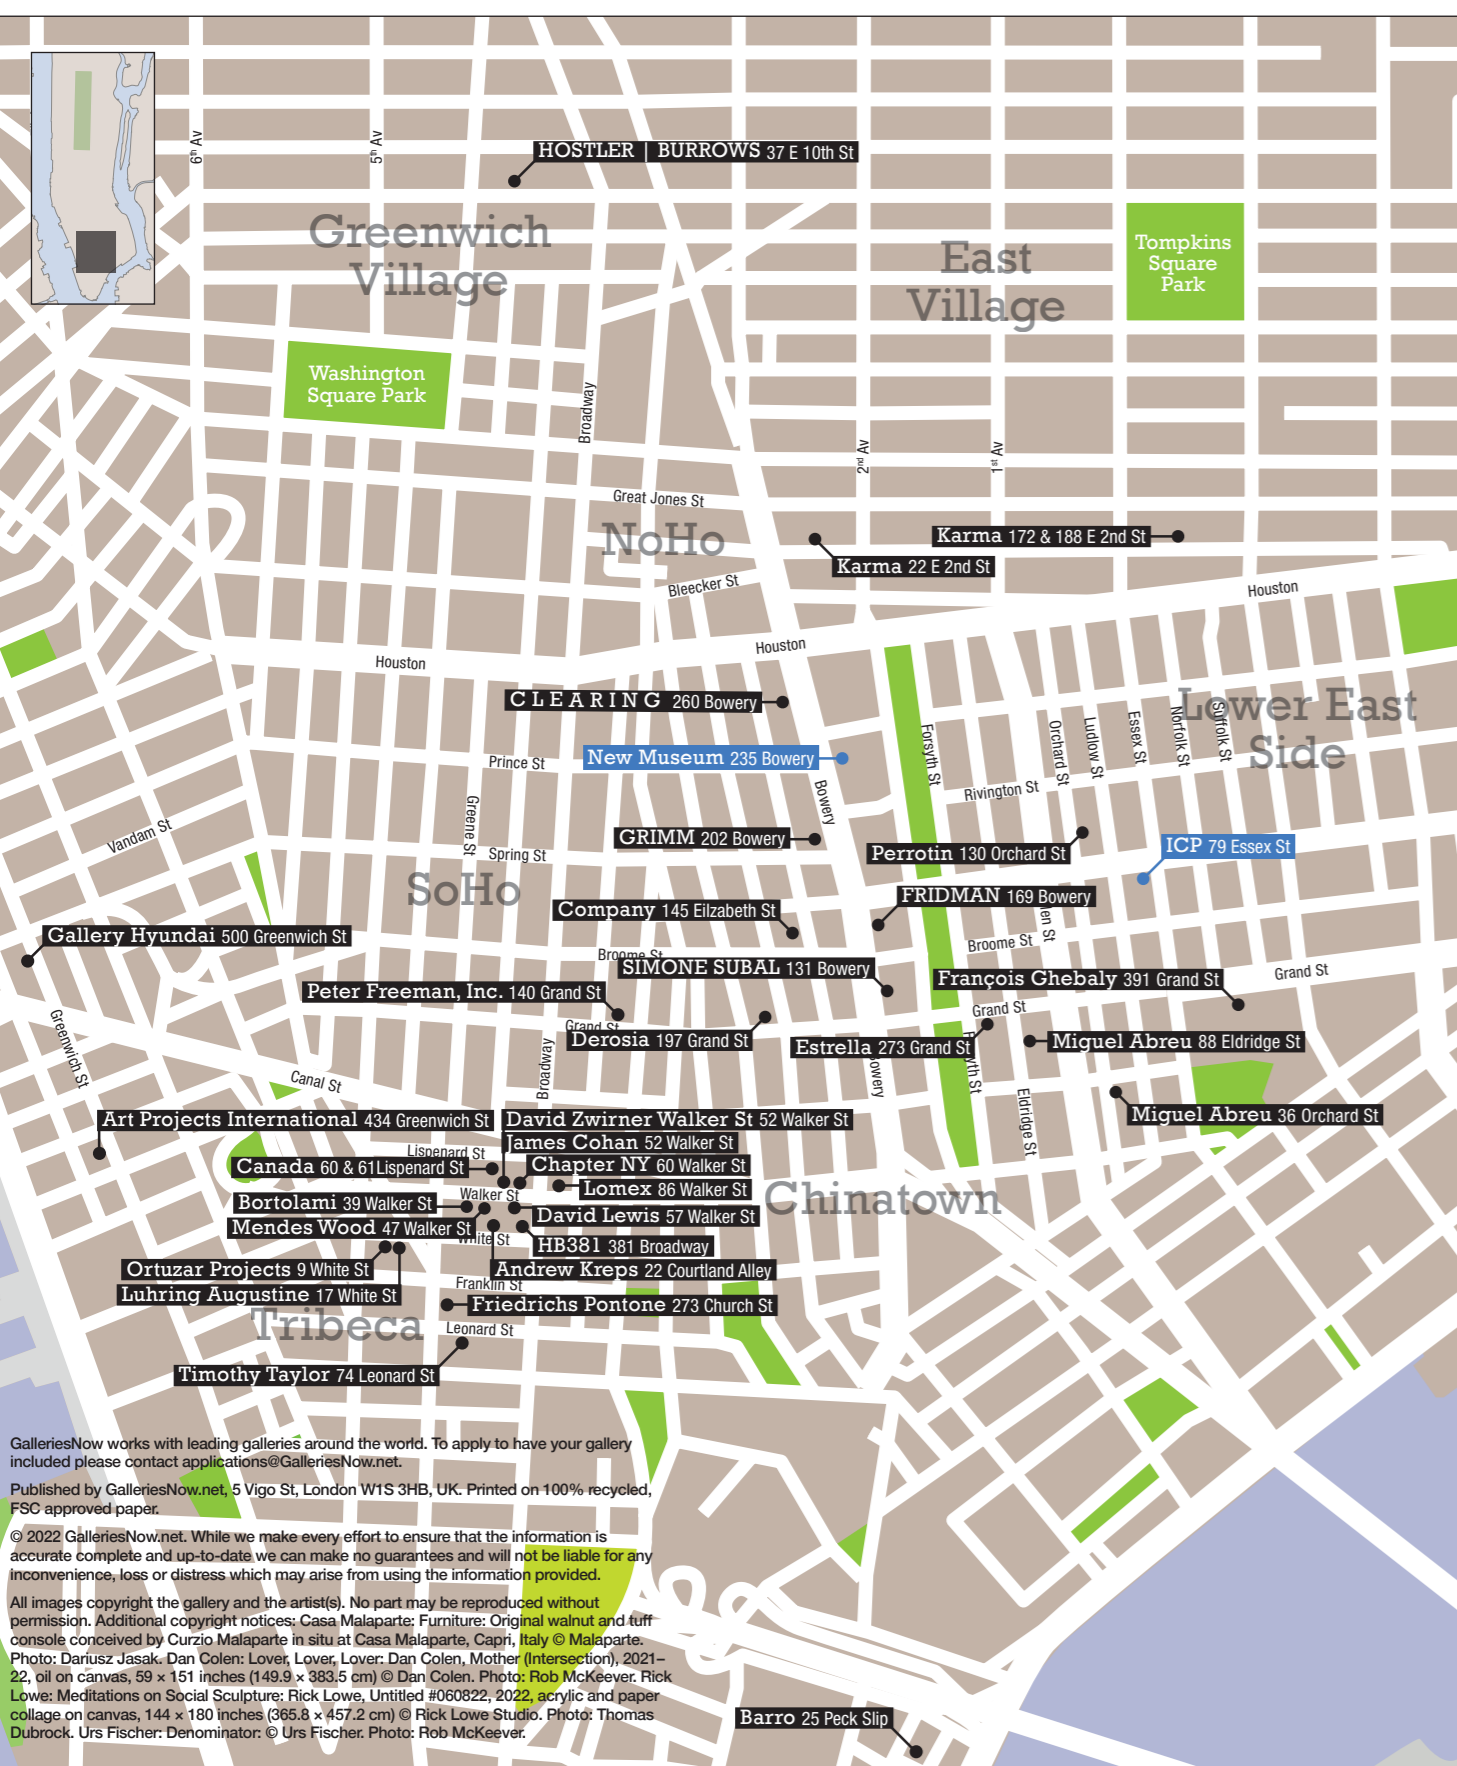 6th Av
5th Av
HOSTLER | BURROWS 37 E 10th St
Greenwich
Village
East
Village
Tompkins
Square
Park
Washington
Square Park
Broadway
2nd Av
1st Av
Great Jones St
NoHo
Karma 172 & 188 E 2nd St
Karma 22 E 2nd St
Bleecker St
Houston
Houston
Houston
CLEARING 260 Bowery
Lower East
Side
Forsyth St
Orchard St
Ludlow St
Essex St
Norfolk St
Suffolk St
Prince St
New Museum 235 Bowery
Bowery
Rivington St
Greene St
Vandam St
GRIMM 202 Bowery
Spring St
Perrotin 130 Orchard St
ICP 79 Essex St
SoHo
FRIDMAN 169 Bowery
Company 145 Eilzabeth St
len St
Gallery Hyundai 500 Greenwich St
Broome St
Broome St
SIMONE SUBAL 131 Bowery
Grand St
François Ghebaly 391 Grand St
Peter Freeman, Inc. 140 Grand St
Grand St
Grand St
Derosia 197 Grand St
Estrella 273 Grand St
Miguel Abreu 88 Eldridge St
Greenwich St
Broadway
Bowery
Forsyth St
Canal St
Eldridge St
Miguel Abreu 36 Orchard St
Art Projects International 434 Greenwich St
David Zwirner Walker St 52 Walker St
James Cohan 52 Walker St
Lispenard St
Canada 60 & 61Lispenard St
Chapter NY 60 Walker St
Lomex 86 Walker St
Walker St
Chinatown
Bortolami 39 Walker St
David Lewis 57 Walker St
Mendes Wood 47 Walker St
White St
HB381 381 Broadway
Ortuzar Projects 9 White St
Andrew Kreps 22 Courtland Alley
Franklin St
Luhring Augustine 17 White St
Friedrichs Pontone 273 Church St
Tribeca
Leonard St
Timothy Taylor 74 Leonard St
GalleriesNow works with leading galleries around the world. To apply to have your gallery
included please contact applications@GalleriesNow.net.
Published by GalleriesNow.net, 5 Vigo St, London W1S 3HB, UK. Printed on 100% recycled,
FSC approved paper.
© 2022 GalleriesNow.net. While we make every effort to ensure that the information is
accurate complete and up-to-date we can make no guarantees and will not be liable for any
inconvenience, loss or distress which may arise from using the information provided.
All images copyright the gallery and the artist(s). No part may be reproduced without
permission. Additional copyright notices: Casa Malaparte: Furniture: Original walnut and tuff
console conceived by Curzio Malaparte in situ at Casa Malaparte, Capri, Italy © Malaparte.
Photo: Dariusz Jasak. Dan Colen: Lover, Lover, Lover: Dan Colen, Mother (Intersection), 2021–
22, oil on canvas, 59 × 151 inches (149.9 × 383.5 cm) © Dan Colen. Photo: Rob McKeever. Rick
Lowe: Meditations on Social Sculpture: Rick Lowe, Untitled #060822, 2022, acrylic and paper
collage on canvas, 144 × 180 inches (365.8 × 457.2 cm) © Rick Lowe Studio. Photo: Thomas
Dubrock. Urs Fischer: Denominator: © Urs Fischer. Photo: Rob McKeever.
Barro 25 Peck Slip